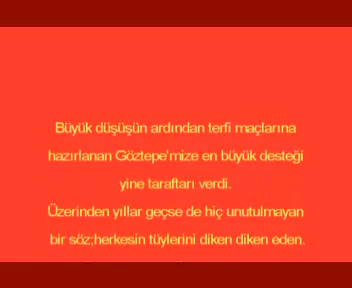 Büyük düşüşün ardından terfi maçlarına
hazırlanan Göztepe'mize en büyük desteği
yine taraftarı verdi.
Üzerinden yıllar geçse de hiç unutulmayan
bir söz;herkesin tüylerini diken diken eden.